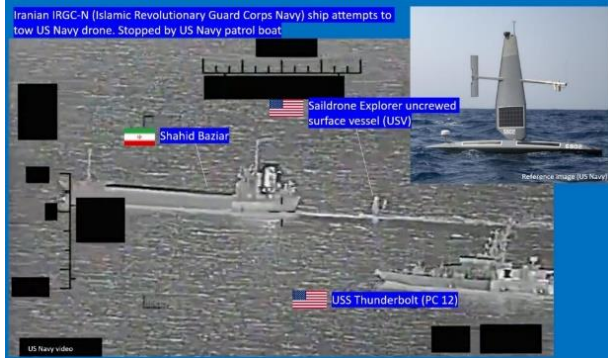 Iranian IRGC-N (Islamic Revolutionary Guard Corps Navy) ship attempts to
tow US Navy drone. Stopped by US Navy patrol boat
Saildrone Explorer uncrewed
surface vessel (USV)
Shahid Baziar
Reference image (US Navy)
USS Thunderbolt (PC 12)
US Navy video